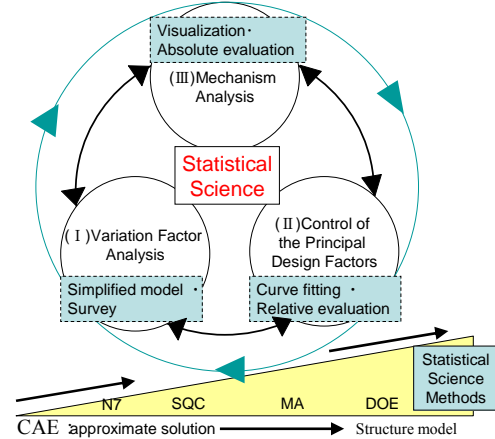 Visualization・
Absolute evaluation
(Ⅲ)Mechanism
Analysis
Statistical
Science
(Ⅰ)Variation Factor
Analysis
(Ⅱ)Control of
the Principal
Design Factors
Simplified model ・
Survey
Curve fitting・
Relative evaluation
Statistical
Science
Methods
N7 SQC MA DOE
CAE :approximate solution Structure model